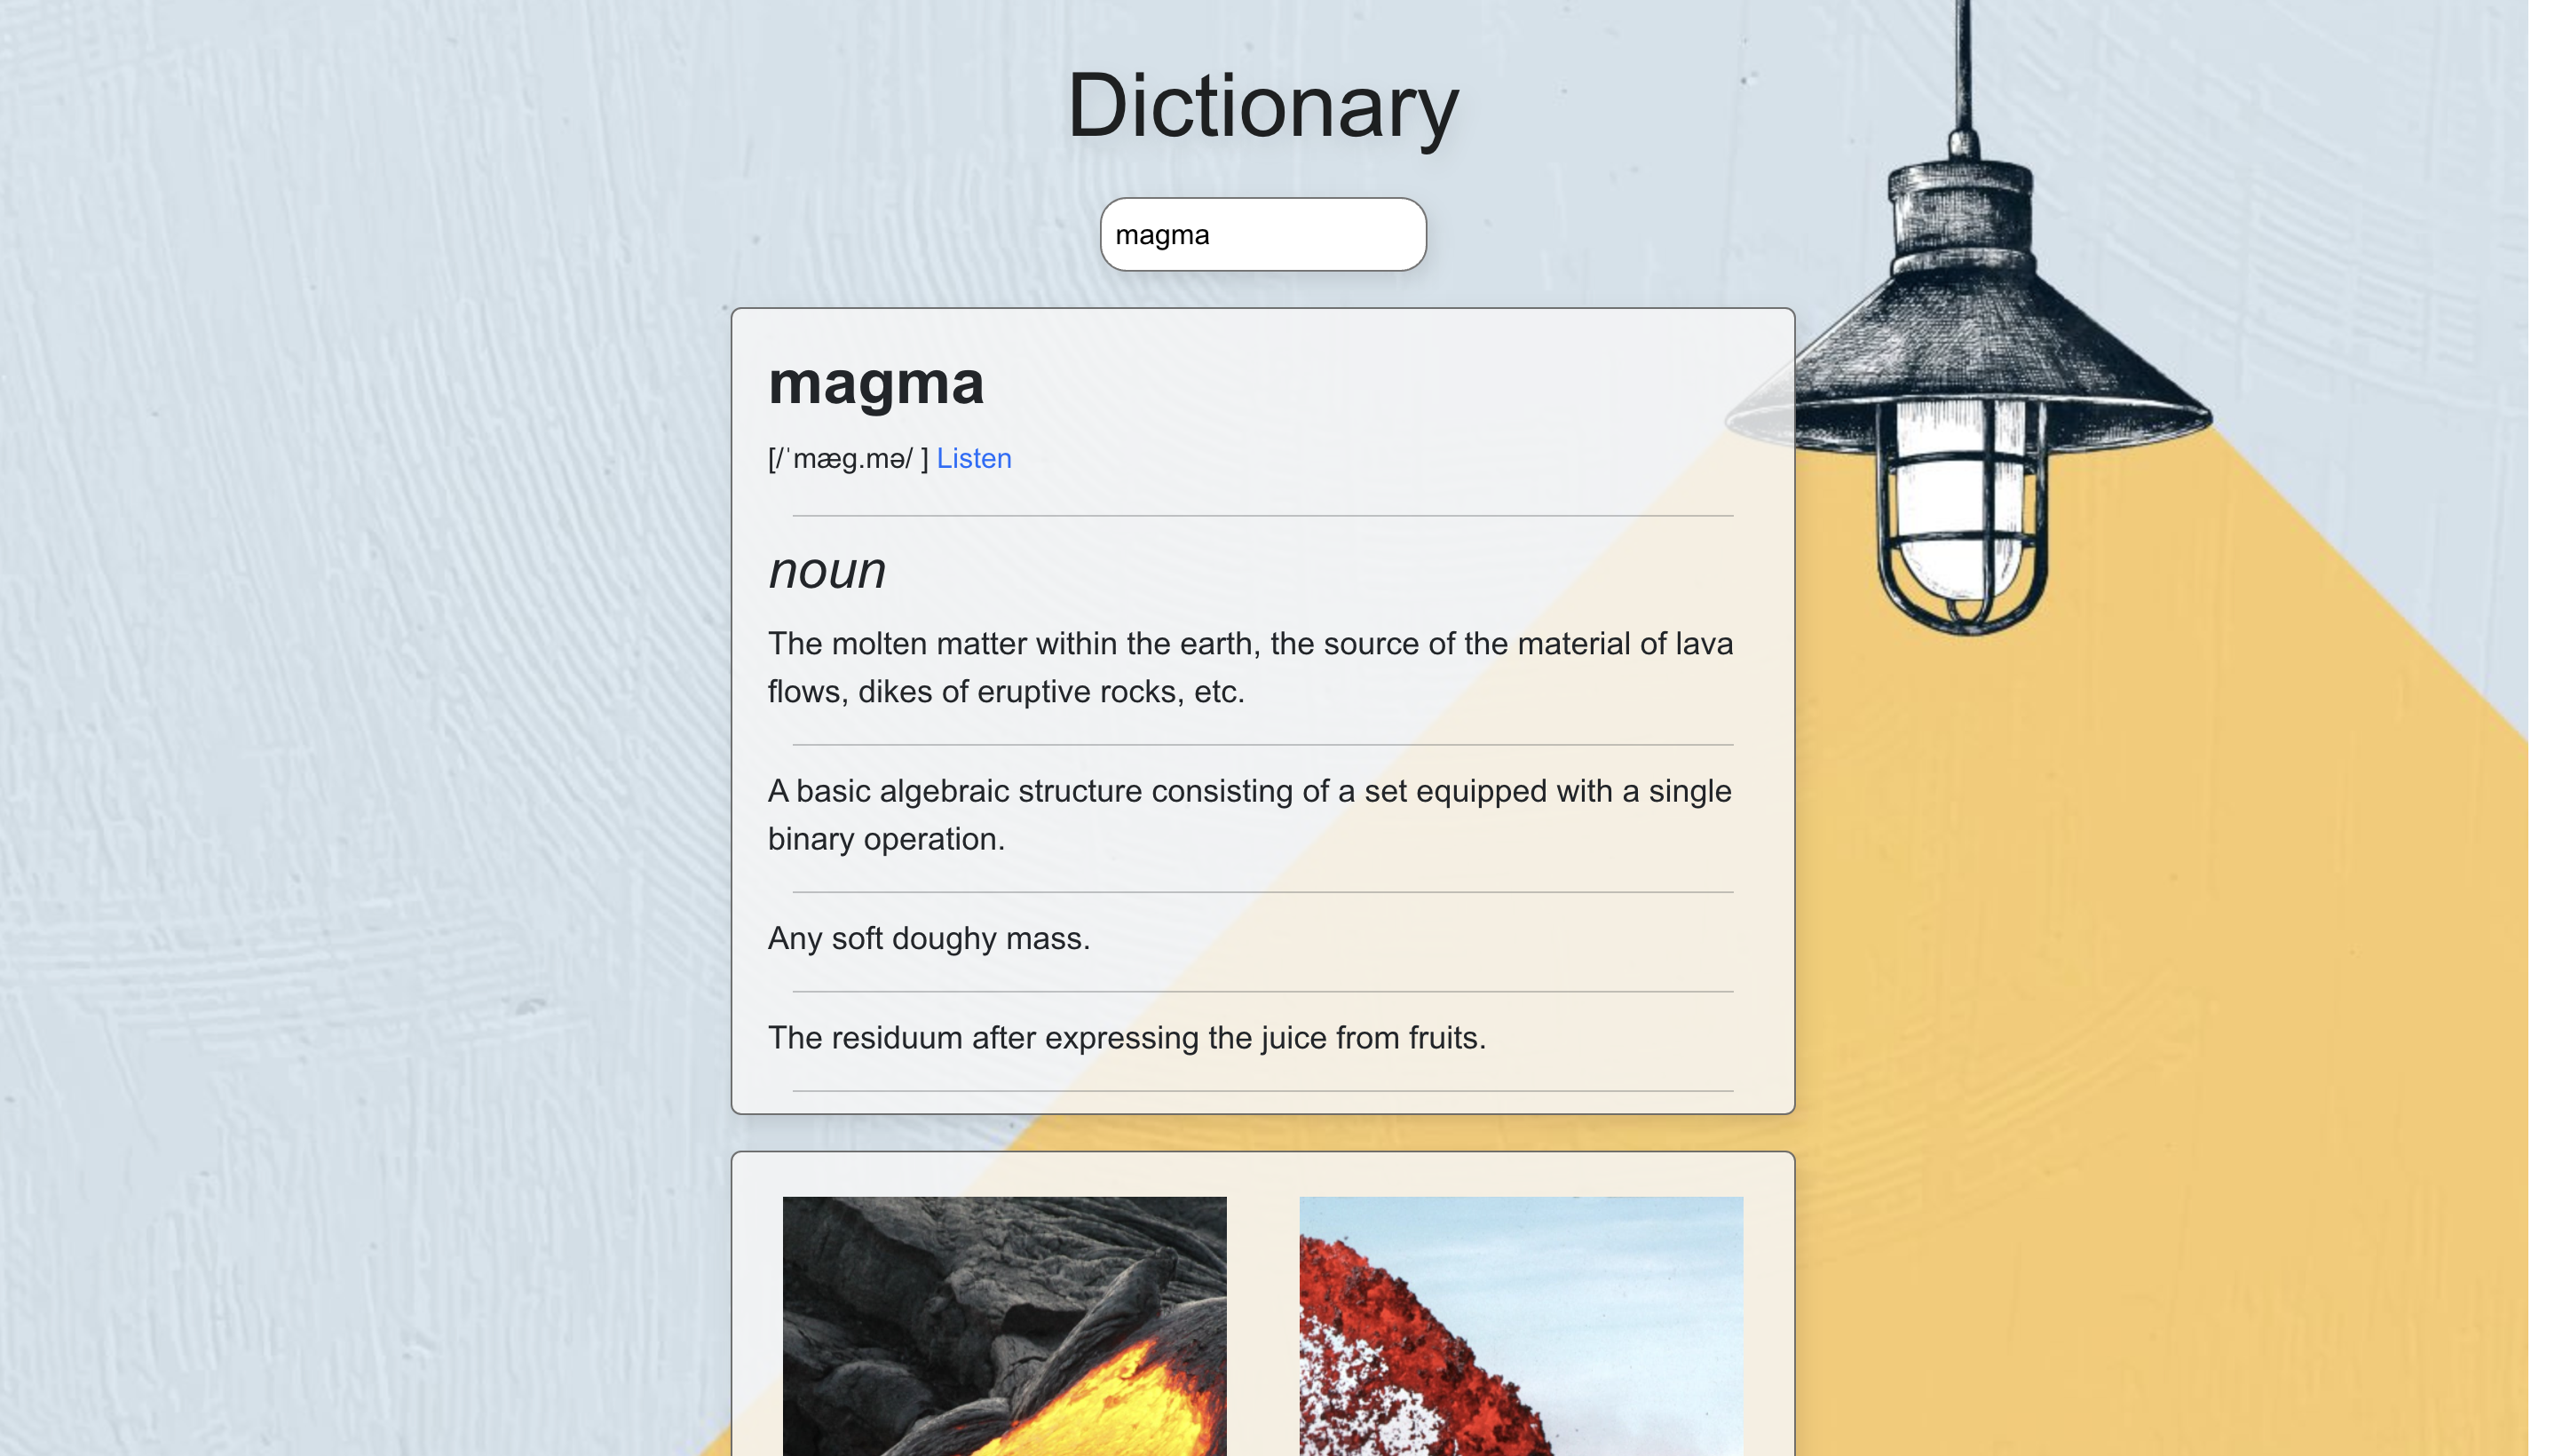 Dictionary
magma
magma
[/ˈmæɡ.mə/ ] Listen
noun
The molten matter within the earth, the source of the material of lava
flows, dikes of eruptive rocks, etc.
A basic algebraic structure consisting of a set equipped with a single
binary operation.
Any soft doughy mass.
The residuum after expressing the juice from fruits.